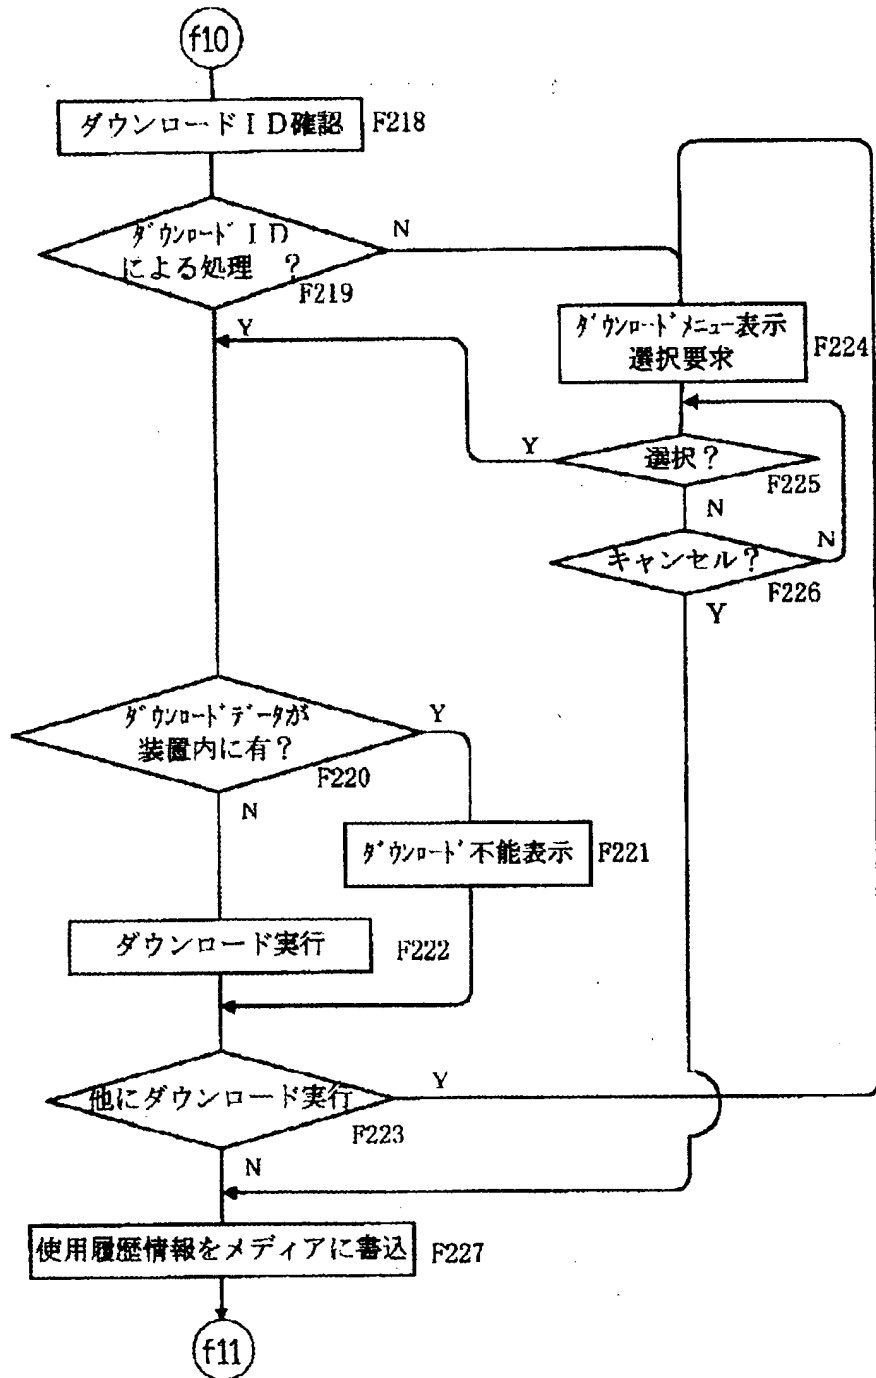 f10
ダウンロードＩＤ確認 F218
ﾀﾞｳﾝﾛｰﾄﾞＩＤ
による処理 ?
F219
N
Y
ﾀﾞｳﾝﾛｰﾄﾞﾒﾆｭｰ表示
選択要求
F224
Y
選択?
F225
N
キャンセル?
N
F226
Y
ﾀﾞｳﾝﾛｰﾄﾞﾃﾞｰﾀが
装置内に有?
Y
F220
N
ﾀﾞｳﾝﾛｰﾄﾞ不能表示 F221
ダウンロード実行 F222
他にダウンロード実行
Y
F223
N
使用履歴情報をメディアに書込 F227
f11